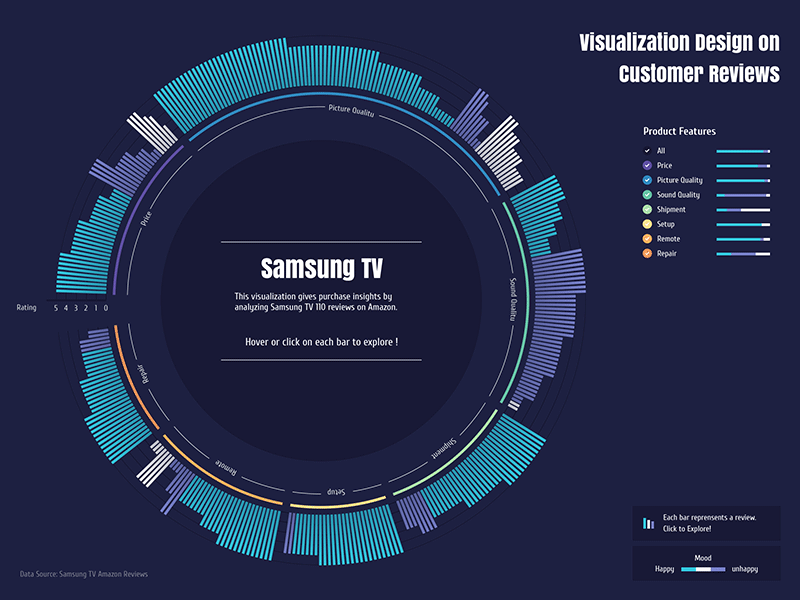 Visualization Design on
Customer Reviews
Product Features
All
Price
Picture Quality
Sound Quality
Shipment
Setup
Remote
Repair
Picture Quality
Price
Sound Quality
Shipment
Setup
Remote
Repair
Samsung TV
This visualization gives purchase insights by
analyzing Samsung TV 110 reviews on Amazon.
Hover or click on each bar to explore !
Rating 5 4 3 2 1 0
Each bar reprensents a review.
Click to Explore!
Mood
Happy unhappy
Data Source: Samsung TV Amazon Reviews